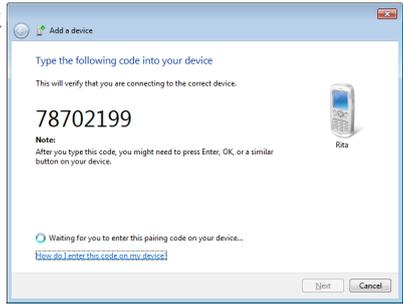 Add a device
Type the following code into your device
This will verify that you are connecting to the correct device.
78702199
Note:
After you type this code, you might need to press Enter, OK, or a similar
button on your device.
Rita
Waiting for you to enter this pairing code on your device...
How do I enter this code on my device?
Next Cancel